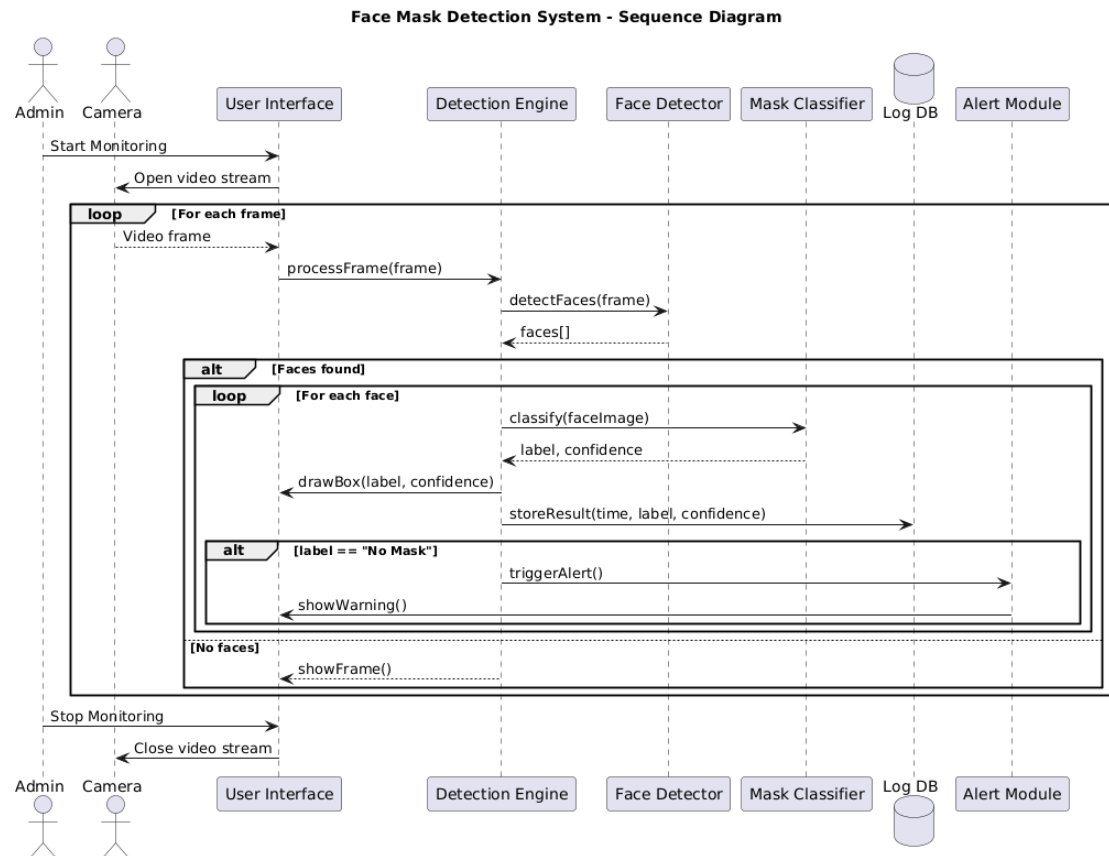 Face Mask Detection System - Sequence Diagram
Admin
Camera
User Interface
Detection Engine
Face Detector
Mask Classifier
Log DB
Alert Module
Start Monitoring
Open video stream
loop [For each frame]
Video frame
processFrame(frame)
detectFaces(frame)
faces[]
alt [Faces found]
loop [For each face]
classify(faceImage)
label, confidence
drawBox(label, confidence)
storeResult(time, label, confidence)
alt [label == "No Mask"]
triggerAlert()
showWarning()
[No faces]
showFrame()
Stop Monitoring
Close video stream
Admin
Camera
User Interface
Detection Engine
Face Detector
Mask Classifier
Log DB
Alert Module